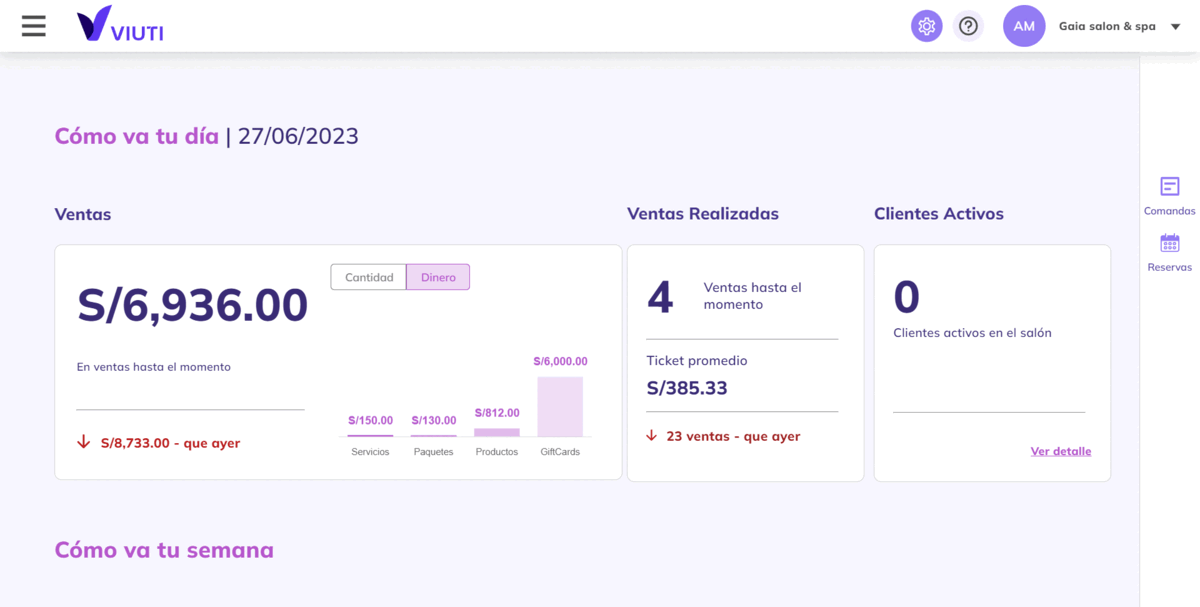 VIUTI
AM
Gaia salon & spa
Cómo va tu día | 27/06/2023
Ventas
Cantidad
Dinero
S/6,936.00
En ventas hasta el momento
S/8,733.00 - que ayer
S/150.00
S/130.00
S/812.00
S/6,000.00
Servicios
Paquetes
Productos
GiftCards
Ventas Realizadas
4
Ventas hasta el
momento
Ticket promedio
S/385.33
23 ventas - que ayer
Clientes Activos
0
Clientes activos en el salón
Ver detalle
Comandas
Reservas
Cómo va tu semana